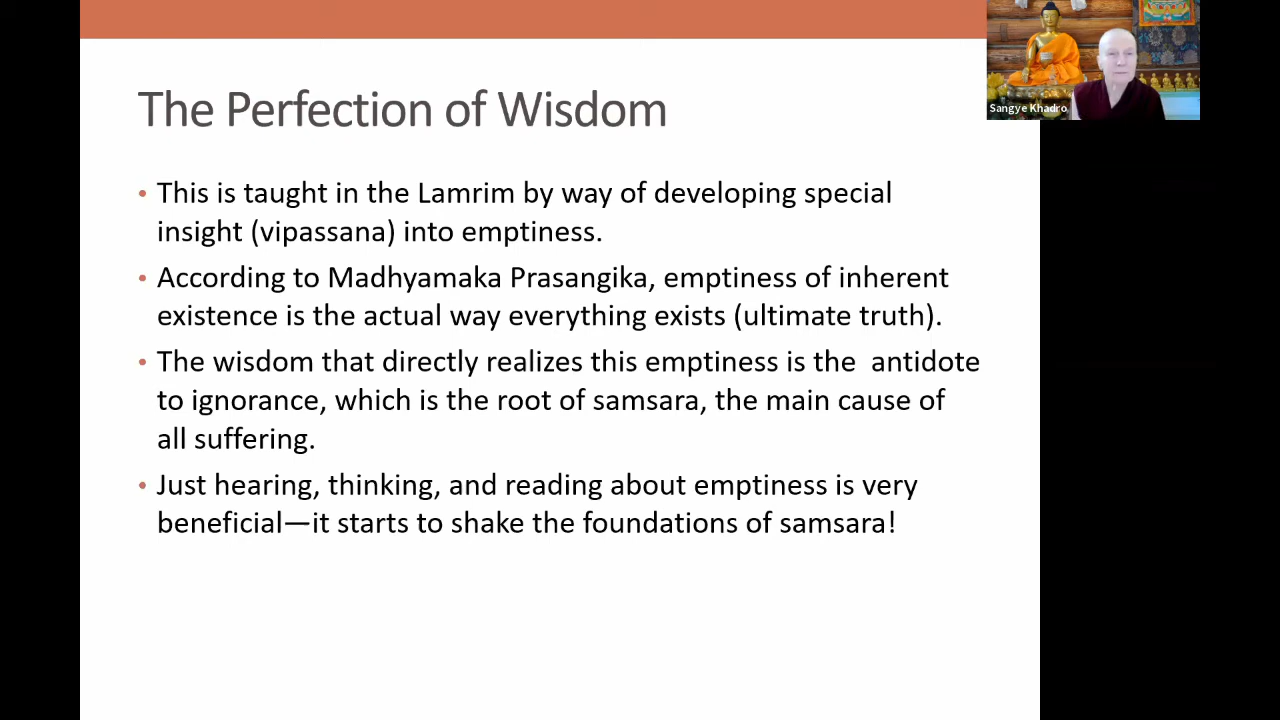 The Perfection of Wisdom
Sangye Khadro
• This is taught in the Lamrim by way of developing special
insight (vipassana) into emptiness.
• According to Madhyamaka Prasangika, emptiness of inherent
existence is the actual way everything exists (ultimate truth).
• The wisdom that directly realizes this emptiness is the  antidote
to ignorance, which is the root of samsara, the main cause of
all suffering.
• Just hearing, thinking, and reading about emptiness is very
beneficial—it starts to shake the foundations of samsara!